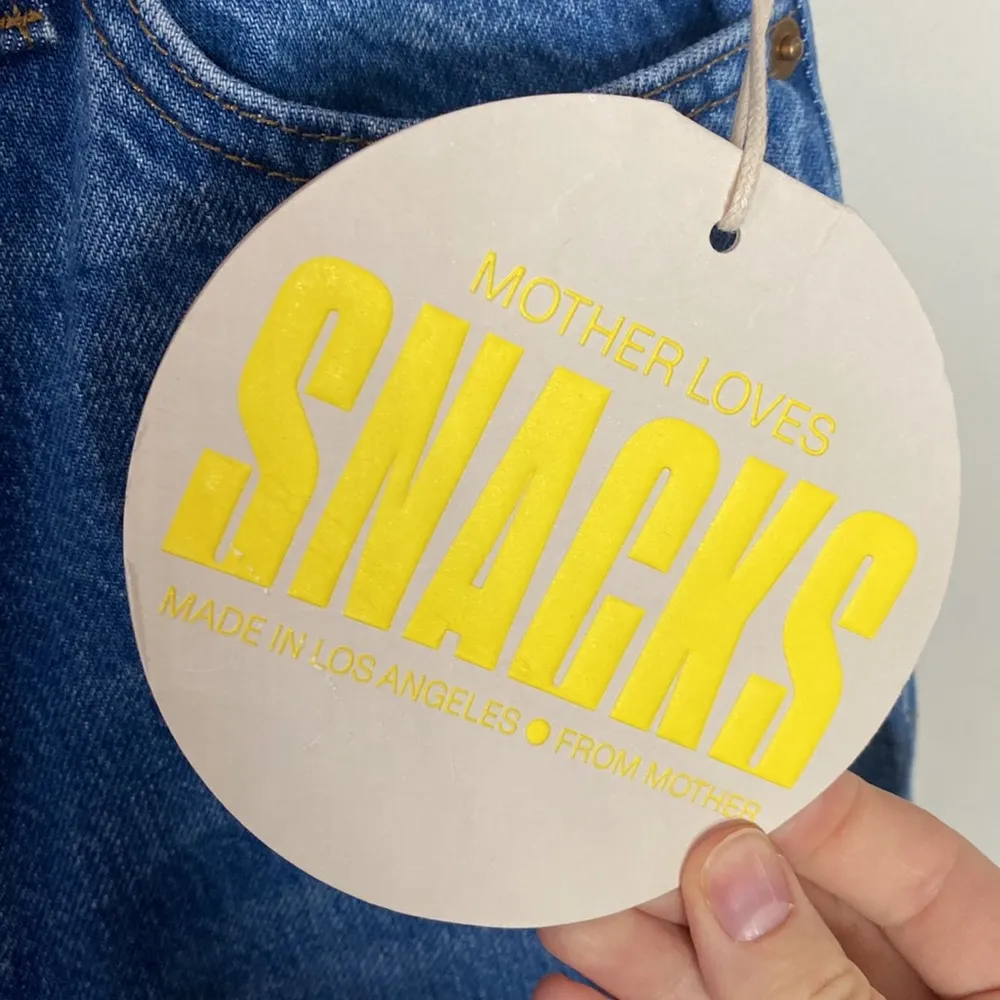 MOTHER LOVES
SNACKS
MADE IN LOS ANGELES ● FROM MOTHER